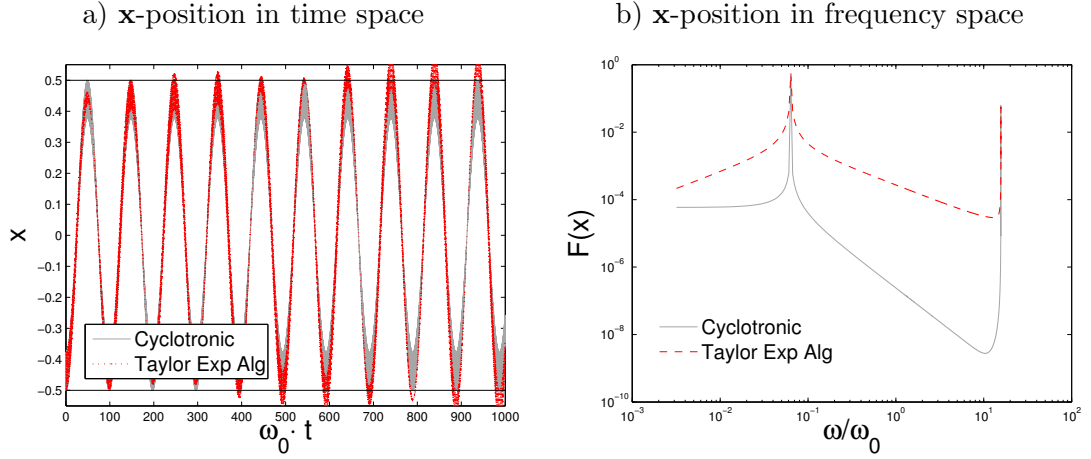 a) x-position in time space
0.5
0.4
0.3
0.2
0.1
0
−0.1
−0.2
−0.3
−0.4
−0.5
x
Cyclotronic
Taylor Exp Alg
0 100 200 300 400 500 600 700 800 900 1000
ω0· t
b) x-position in frequency space
10^0
10^−2
10^−4
10^−6
10^−8
10^−10
F(x)
Cyclotronic
Taylor Exp Alg
10^−3 10^−2 10^−1 10^0 10^1 10^2
ω/ω0